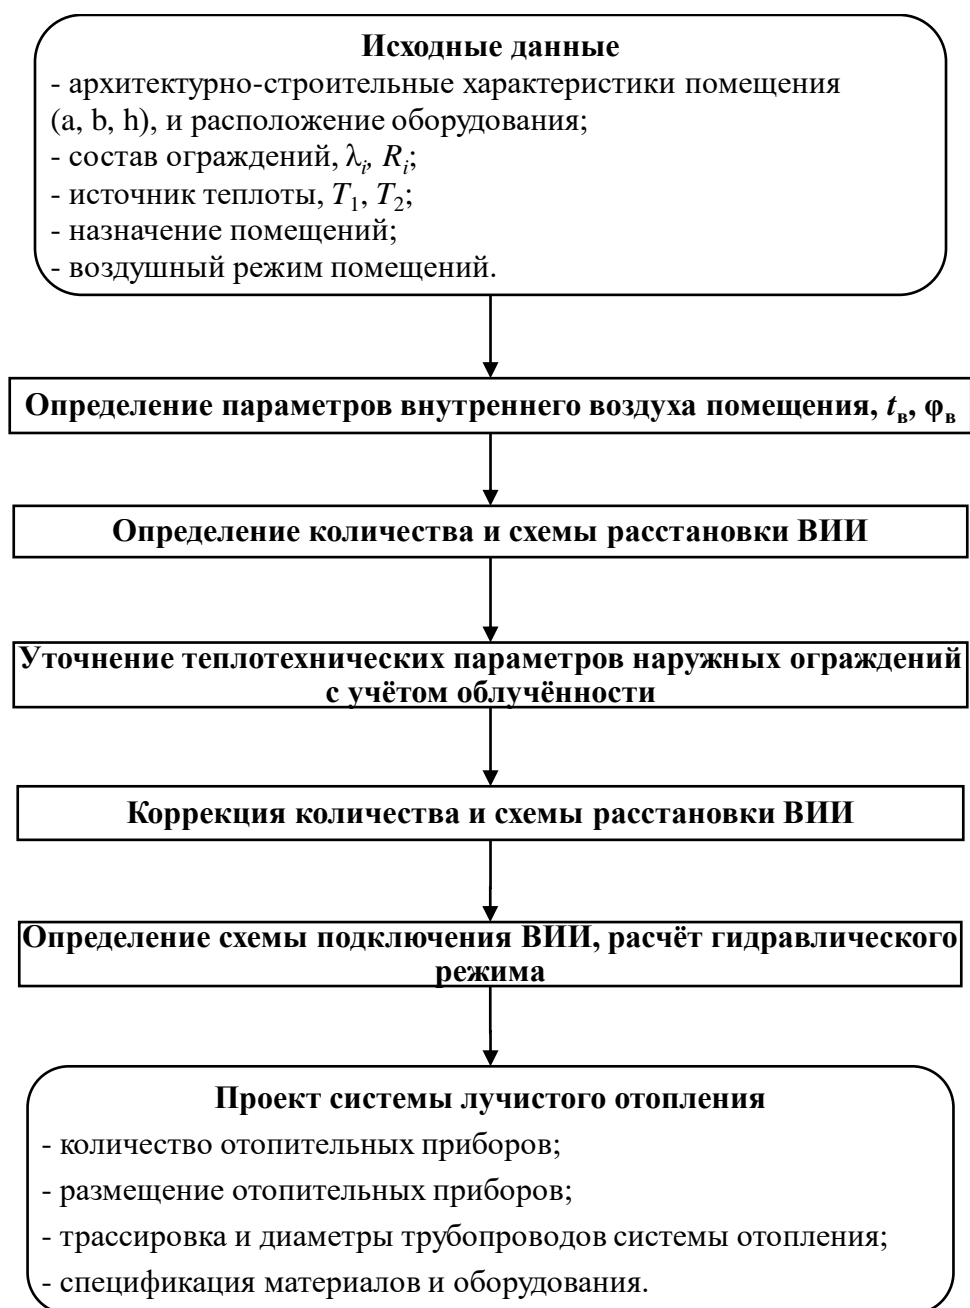 Исходные данные
- архитектурно-строительные характеристики помещения
(a, b, h), и расположение оборудования;
- состав ограждений, λi, Ri;
- источник теплоты, T1, T2;
- назначение помещений;
- воздушный режим помещений.
Определение параметров внутреннего воздуха помещения, tв, φв
Определение количества и схемы расстановки ВИИ
Уточнение теплотехнических параметров наружных ограждений
с учётом облучённости
Коррекция количества и схемы расстановки ВИИ
Определение схемы подключения ВИИ, расчёт гидравлического
режима
Проект системы лучистого отопления
- количество отопительных приборов;
- размещение отопительных приборов;
- трассировка и диаметры трубопроводов системы отопления;
- спецификация материалов и оборудования.